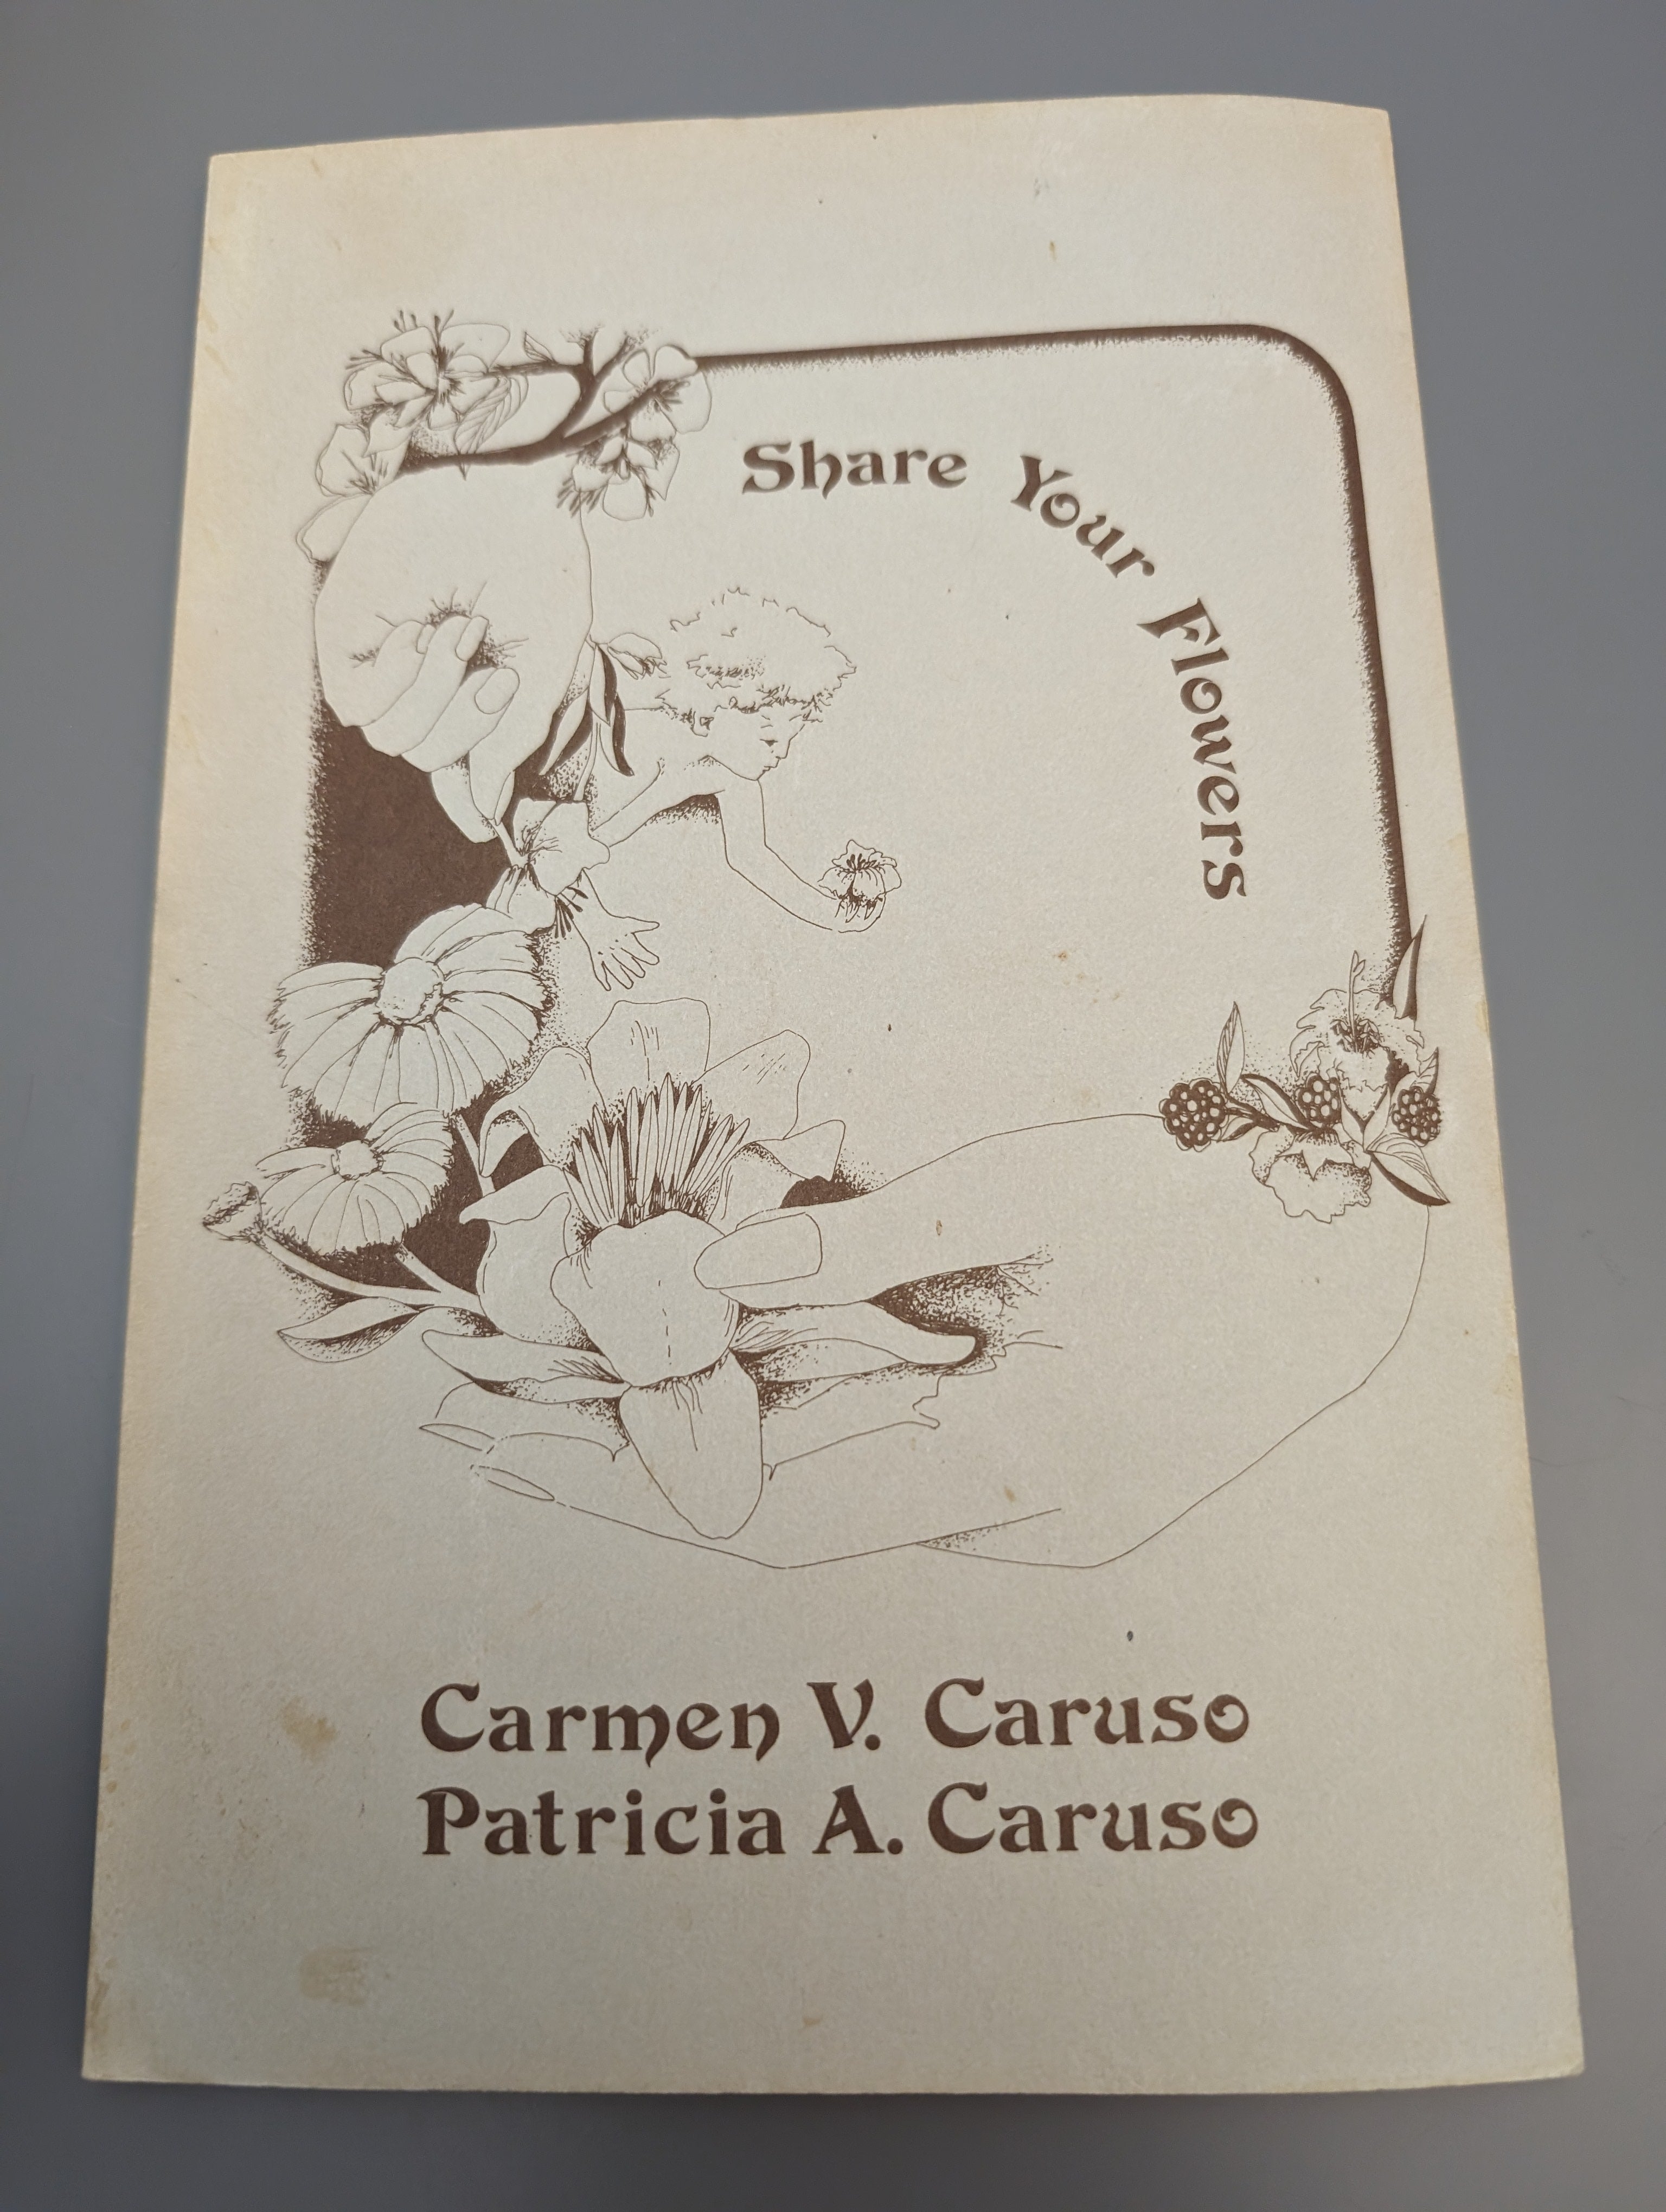 Share Your Flowers
Carmen V. Caruso
Patricia A. Caruso